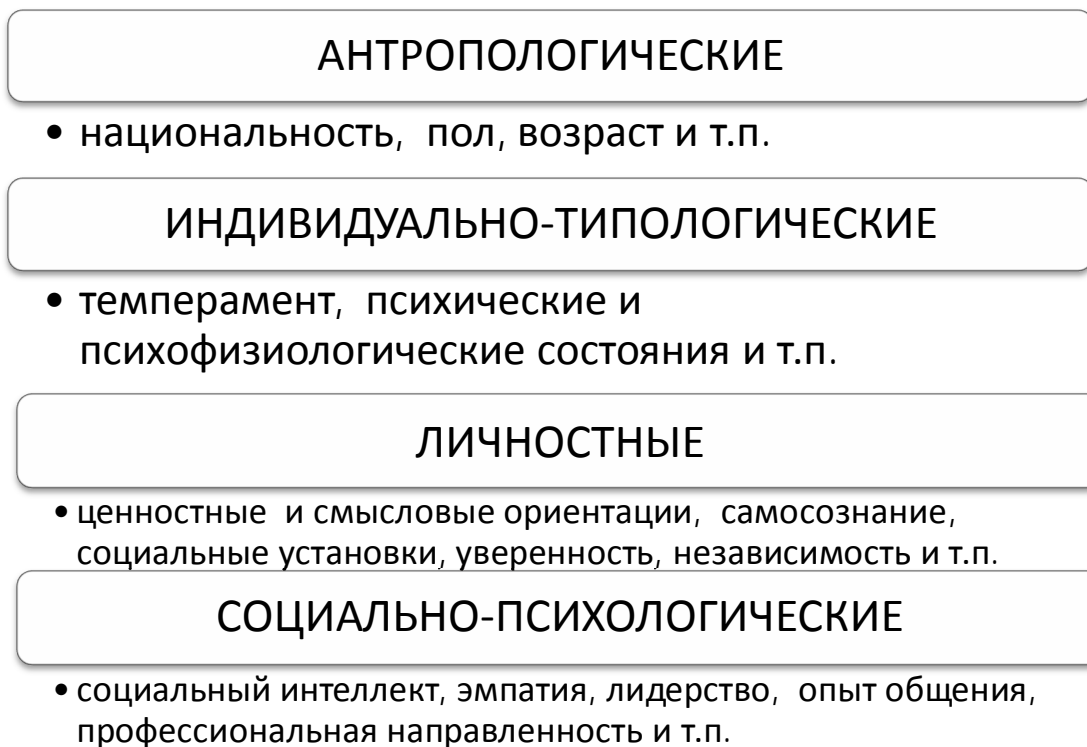 АНТРОПОЛОГИЧЕСКИЕ
• национальность, пол, возраст и т.п.
ИНДИВИДУАЛЬНО-ТИПОЛОГИЧЕСКИЕ
• темперамент, психические и
психофизиологические состояния и т.п.
ЛИЧНОСТНЫЕ
• ценностные и смысловые ориентации, самосознание,
социальные установки, уверенность, независимость и т.п.
СОЦИАЛЬНО-ПСИХОЛОГИЧЕСКИЕ
• социальный интеллект, эмпатия, лидерство, опыт общения,
профессиональная направленность и т.п.